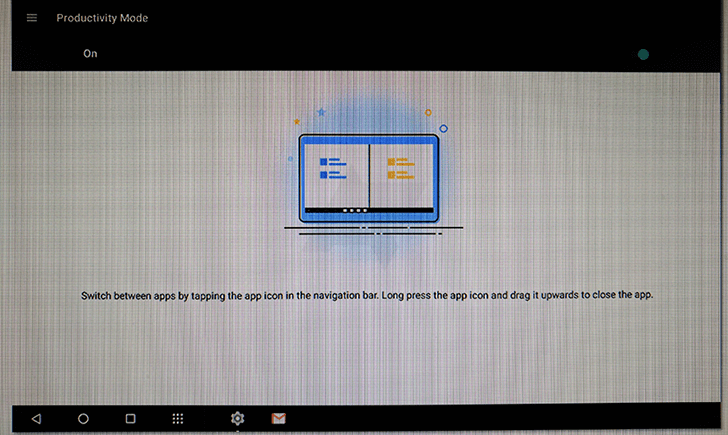 Productivity Mode
On
Switch between apps by tapping the app icon in the navigation bar. Long press the app icon and drag it upwards to close the app.